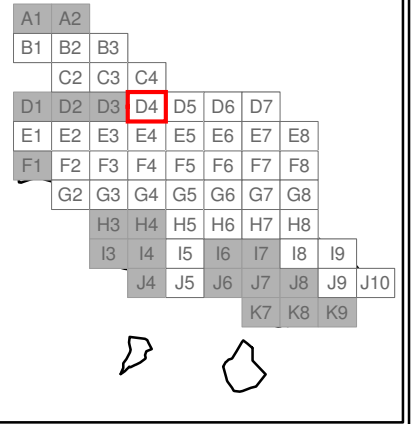 A1 A2
B1 B2 B3
C2 C3 C4
D1 D2 D3 D4 D5 D6 D7
E1 E2 E3 E4 E5 E6 E7 E8
F1 F2 F3 F4 F5 F6 F7 F8
G2 G3 G4 G5 G6 G7 G8
H3 H4 H5 H6 H7 H8
I3 I4 I5 I6 I7 I8 I9
J4 J5 J6 J7 J8 J9 J10
K7 K8 K9